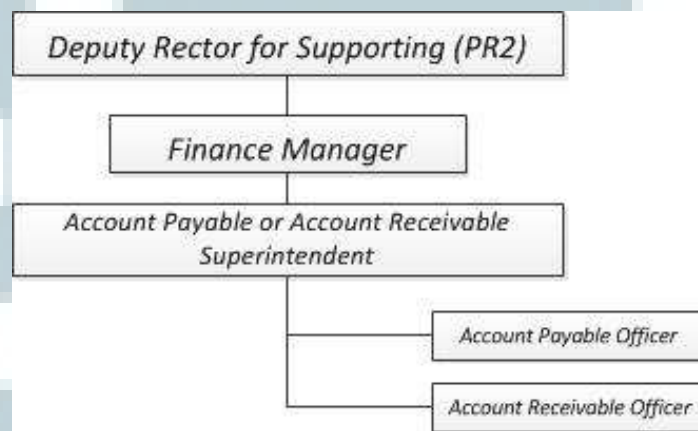 Deputy Rector for Supporting (PR2)
Finance Manager
Account Payable or Account Receivable
Superintendent
Account Payable Officer
Account Receivable Officer